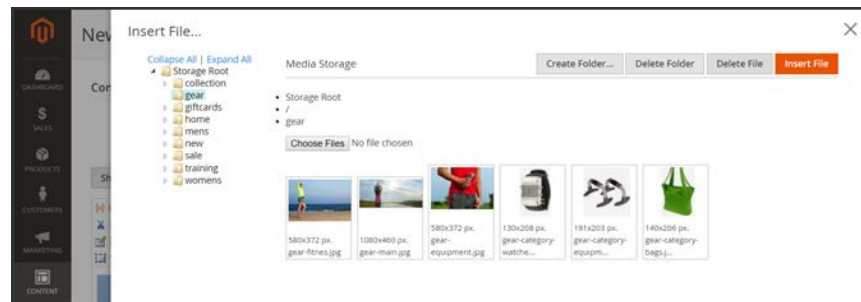 New
Insert File...
Collapse All | Expand All
Storage Root
collection
gear
giftcards
home
mens
new
sale
training
womens
Media Storage
Create Folder...
Delete Folder
Delete File
Insert File
Storage Root
/
gear
Choose Files No file chosen
580x372 px.
gear-fitnes.jpg
1080x460 px.
gear-main.jpg
580x372 px.
gear-
equipment.jpg
130x208 px.
gear-category-
watche...
191x203 px.
gear-category-
equipm...
140x206 px.
gear-category-
bags.j...
DASHBOARD
Con
$
SALES
PRODUCTS
Sh
CUSTOMERS
MARKETING
CONTENT